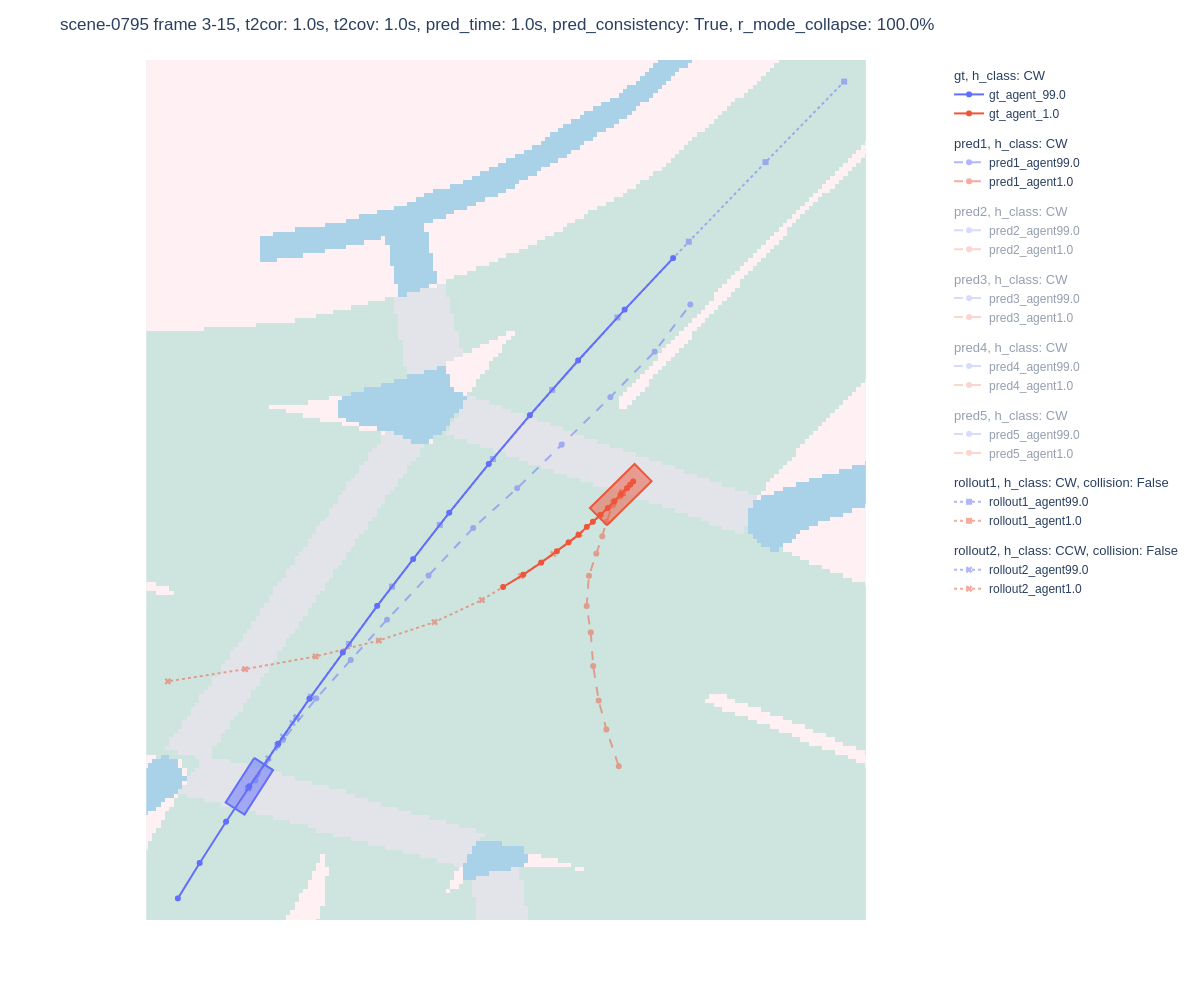 scene-0795 frame 3-15, t2cor: 1.0s, t2cov: 1.0s, pred_time: 1.0s, pred_consistency: True, r_mode_collapse: 100.0%
gt, h_class: CW
gt_agent_99.0
gt_agent_1.0
pred1, h_class: CW
pred1_agent99.0
pred1_agent1.0
pred2, h_class: CW
pred2_agent99.0
pred2_agent1.0
pred3, h_class: CW
pred3_agent99.0
pred3_agent1.0
pred4, h_class: CW
pred4_agent99.0
pred4_agent1.0
pred5, h_class: CW
pred5_agent99.0
pred5_agent1.0
rollout1, h_class: CW, collision: False
rollout1_agent99.0
rollout1_agent1.0
rollout2, h_class: CCW, collision: False
rollout2_agent99.0
rollout2_agent1.0